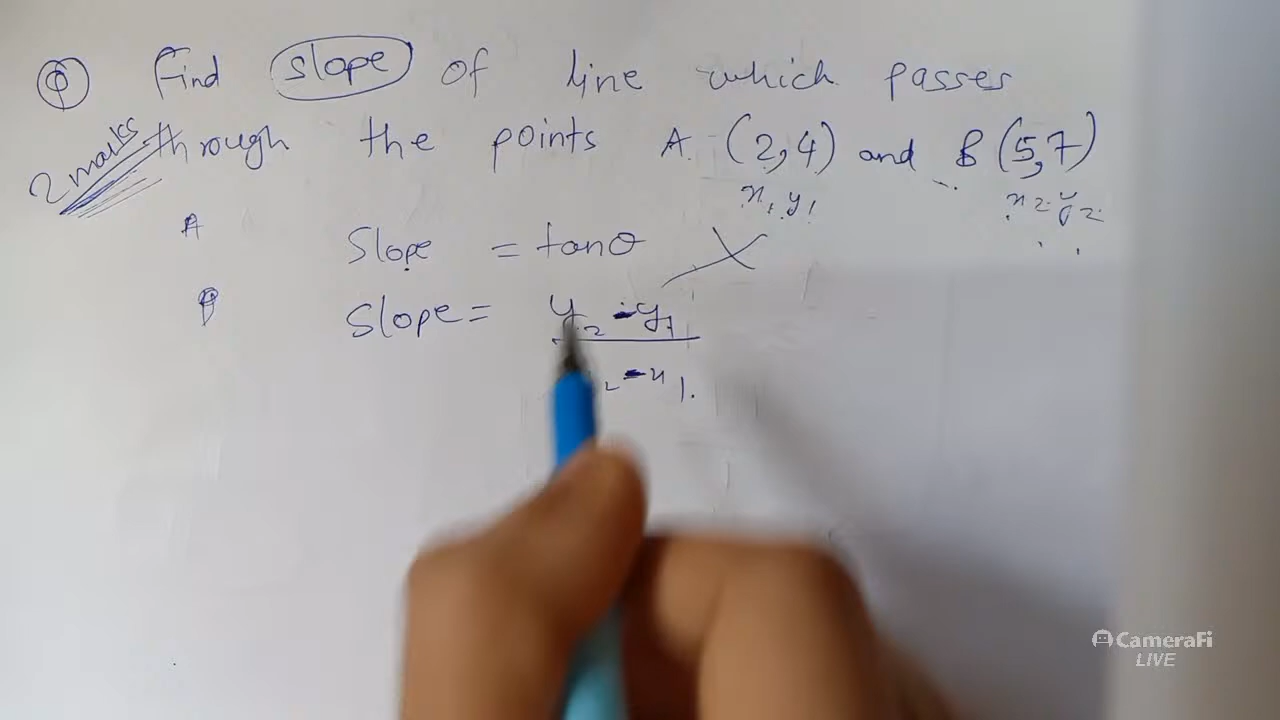 Q Find slope of line which passes
2 marks through the points A (2,4) and B (5,7)
x1 y1 x2 y2
A Slope = tanθ
Slope = y2 - y1
2 - x1
CameraFi
LIVE